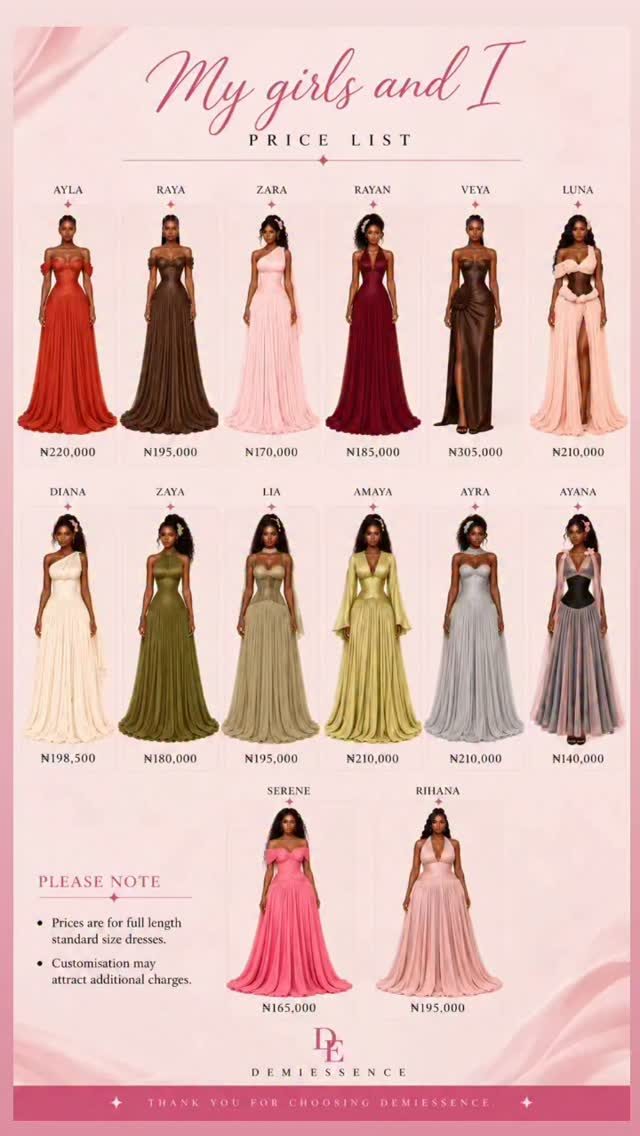 My girls and I
PRICE LIST
AYLA RAYA ZARA RAYAN VEYA LUNA
₦220,000 ₦195,000 ₦170,000 ₦185,000 ₦305,000 ₦210,000
DIANA ZAYA LIA AMAYA AYRA AYANA
₦198,500 ₦180,000 ₦195,000 ₦210,000 ₦210,000 ₦140,000
SERENE RIHANA
₦165,000 ₦195,000
PLEASE NOTE
• Prices are for full length
standard size dresses.
• Customisation may
attract additional charges.
DE
DEMIESSENCE
THANK YOU FOR CHOOSING DEMIESSENCE.